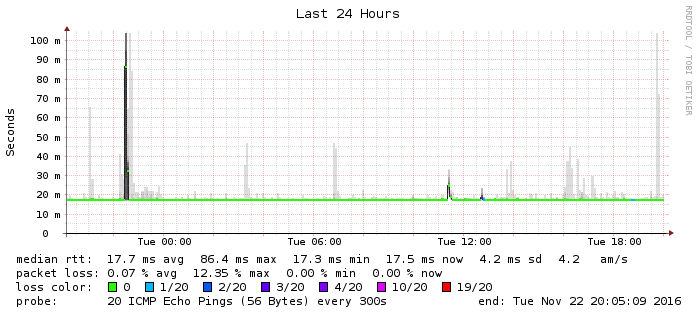 Last 24 Hours
RRDTOOL / TOBI OETIKER
Seconds
100 m
90 m
80 m
70 m
60 m
50 m
40 m
30 m
20 m
10 m
0
Tue 00:00 Tue 06:00 Tue 12:00 Tue 18:00
median rtt: 17.7 ms avg 86.4 ms max 17.3 ms min 17.5 ms now 4.2 ms sd 4.2 am/s
packet loss: 0.07 % avg 12.35 % max 0.00 % min 0.00 % now
loss color: 0 1/20 2/20 3/20 4/20 10/20 19/20
probe: 20 ICMP Echo Pings (56 Bytes) every 300s end: Tue Nov 22 20:05:09 2016